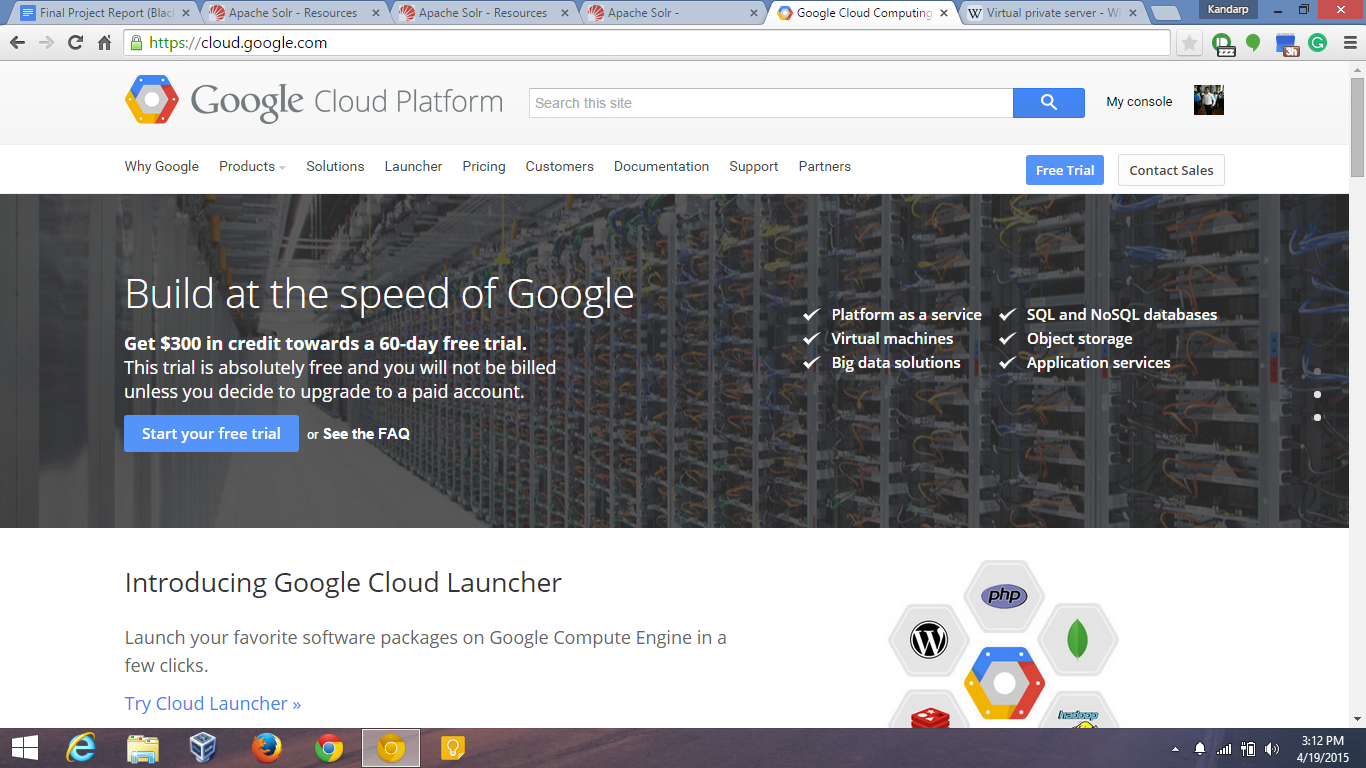 Final Project Report (Blac
Apache Solr - Resources
Apache Solr - Resources
Apache Solr -
Google Cloud Computing
Virtual private server - Wi
Kandarp
https://cloud.google.com
zzz
3h
Google Cloud Platform
Search this site
My console
Why Google Products Solutions Launcher Pricing Customers Documentation Support Partners
Free Trial
Contact Sales
Build at the speed of Google
Get $300 in credit towards a 60-day free trial.
This trial is absolutely free and you will not be billed
unless you decide to upgrade to a paid account.
Start your free trial or See the FAQ
Platform as a service
Virtual machines
Big data solutions
SQL and NoSQL databases
Object storage
Application services
Introducing Google Cloud Launcher
Launch your favorite software packages on Google Compute Engine in a
few clicks.
Try Cloud Launcher »
php
W
hadoop
3:12 PM
4/19/2015